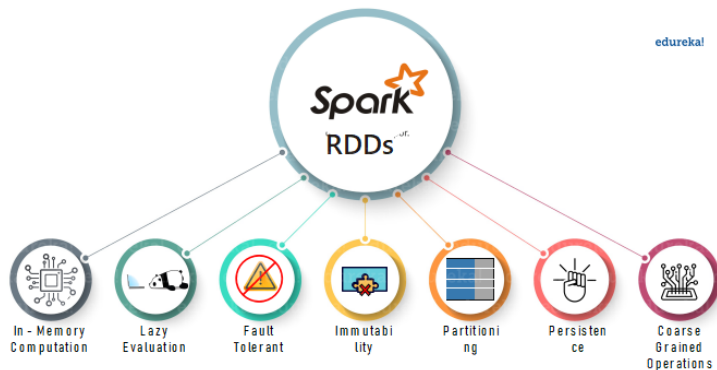 edureka!
Spark
RDDs
In - Memory
Computation
Lazy
Evaluation
Fault
Tolerant
Immutabi
lity
Partitioni
ng
Persisten
ce
Coarse
Grained
Operations